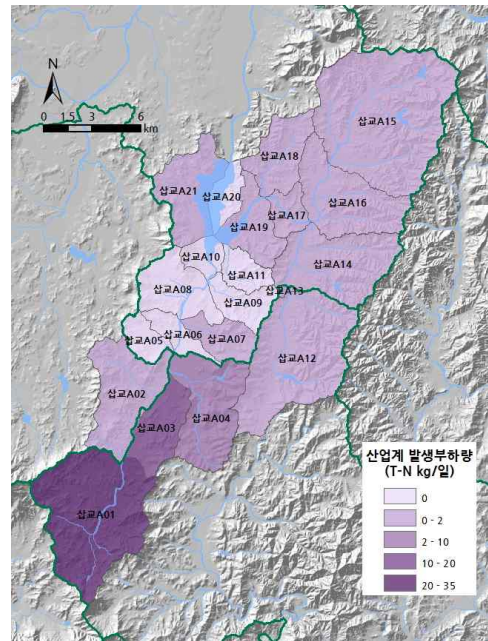 N
0 1.5 3 6
km
삽교A15
삽교A18
삽교A21
삽교A20
삽교A16
삽교A17
삽교A19
삽교A10
삽교A14
삽교A11
삽교A08
삽교A13
삽교A09
삽교A06
삽교A05
삽교A07
삽교A12
삽교A02
삽교A04
삽교A03
삽교A01
산업계 발생부하량
(T-N kg/일)
0
0 - 2
2 - 10
10 - 20
20 - 35